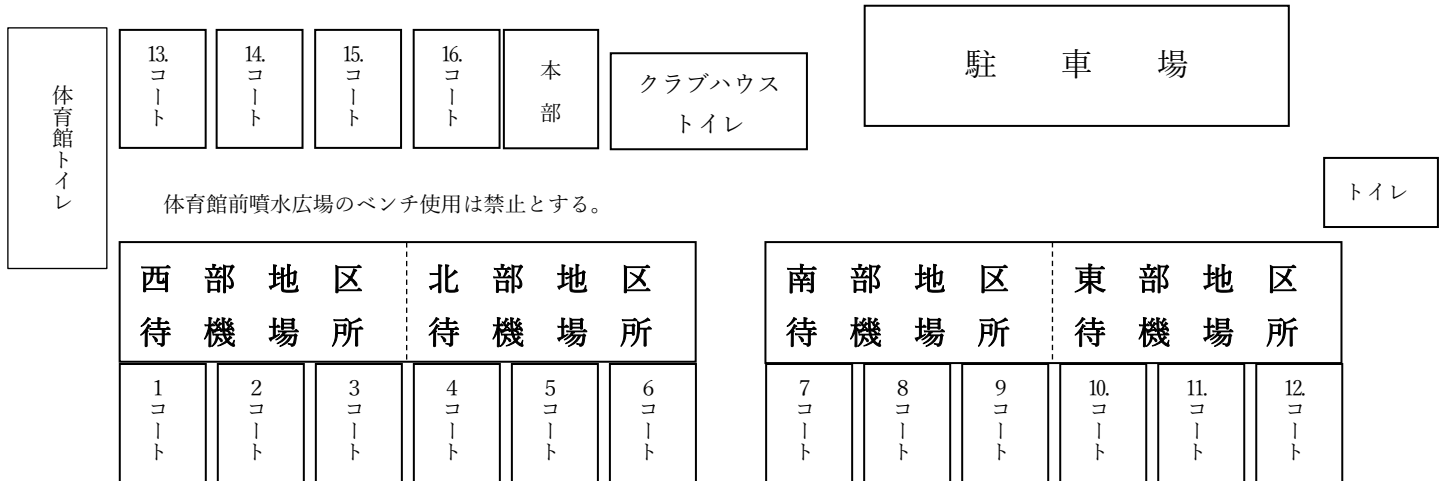 体育館トイレ
13.コート
14.コート
15.コート
16.コート
本部
クラブハウス
トイレ
駐車場
トイレ
体育館前噴水広場のベンチ使用は禁止とする。
西部地区
待機場所
北部地区
待機場所
南部地区
待機場所
東部地区
待機場所
1コート
2コート
3コート
4コート
5コート
6コート
7コート
8コート
9コート
10.コート
11.コート
12.コート